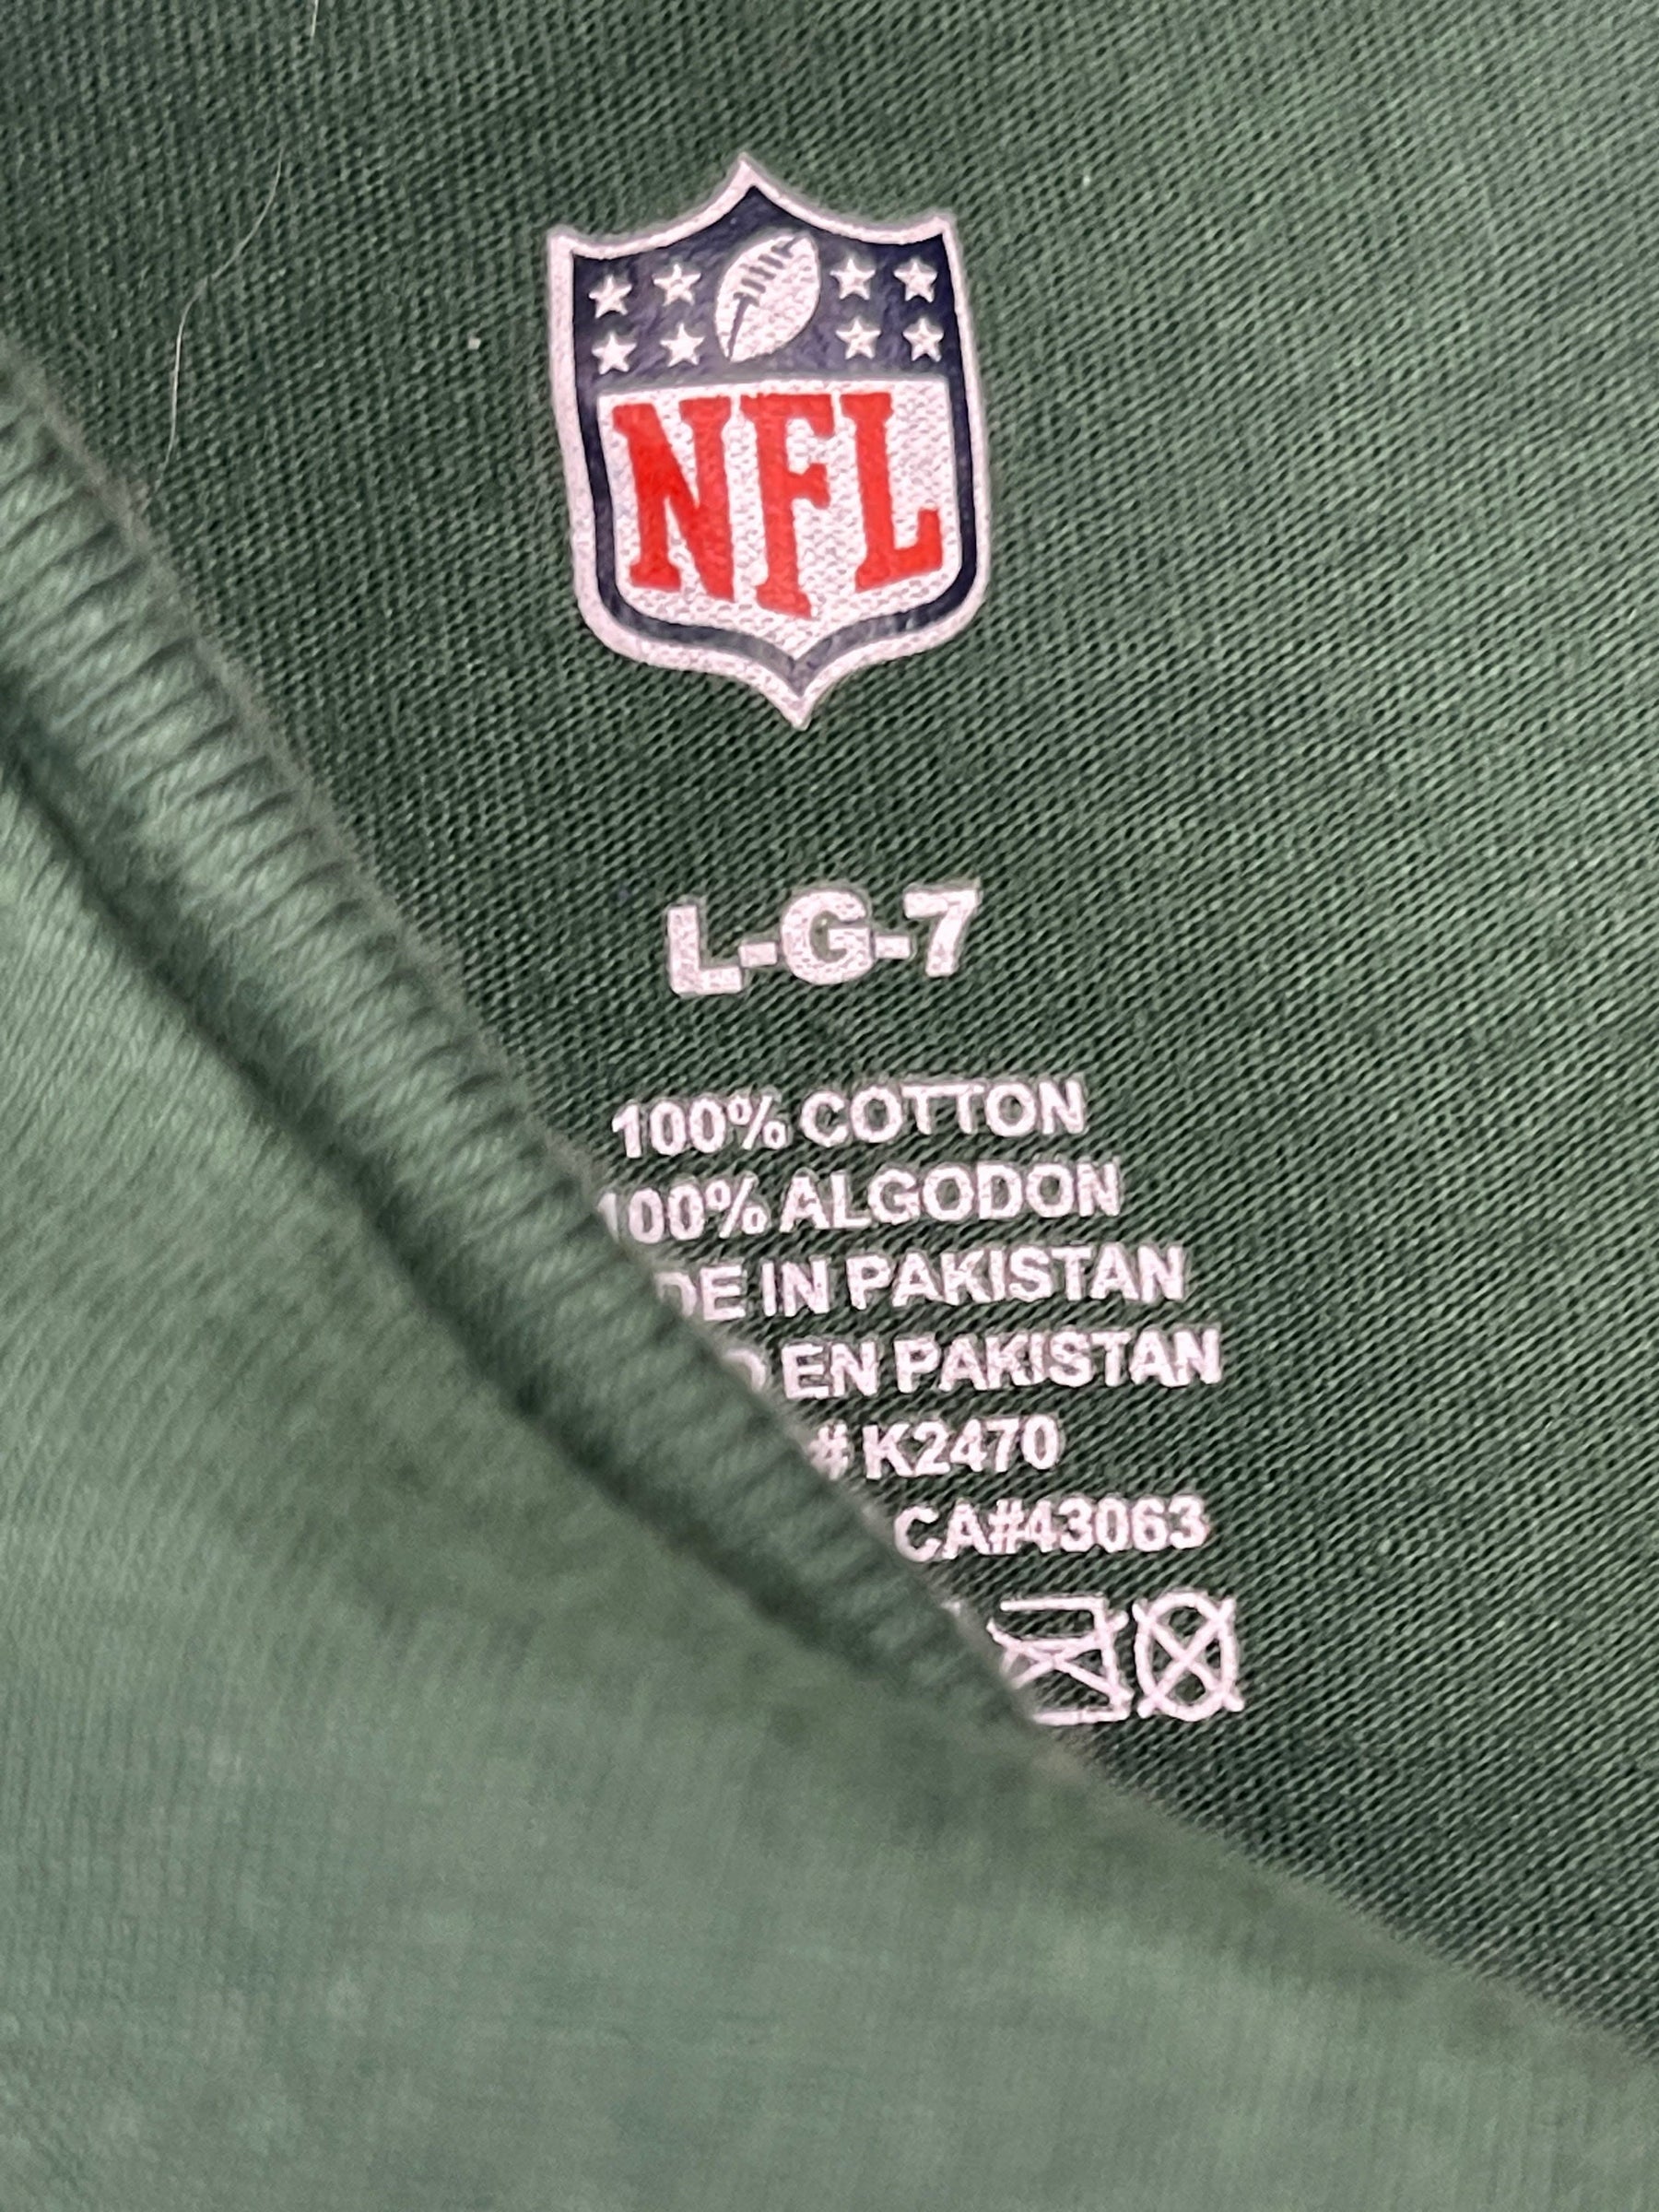 NFL
L-G-7
100% COTTON
100% ALGODON
DE IN PAKISTAN
EN PAKISTAN
# K2470
CA#43063